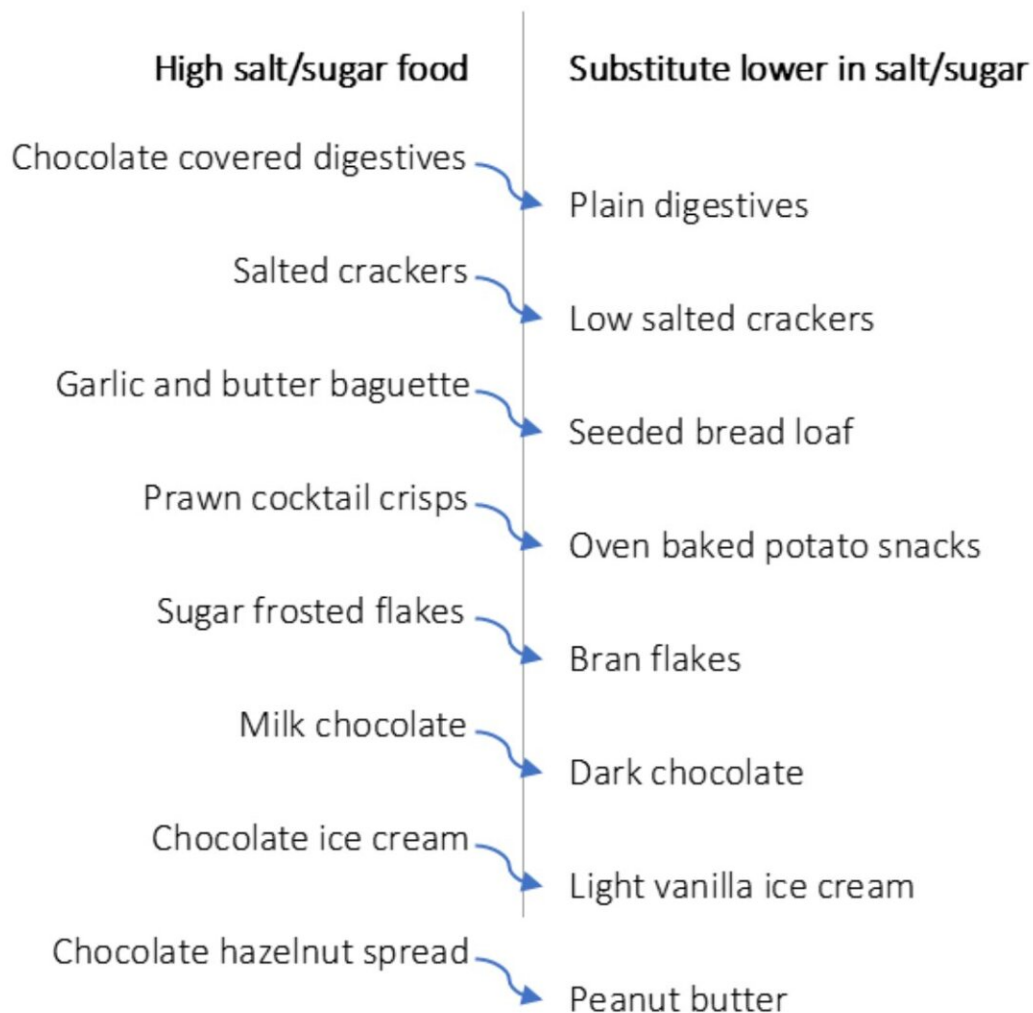 High salt/sugar food
Substitute lower in salt/sugar
Chocolate covered digestives
Plain digestives
Salted crackers
Low salted crackers
Garlic and butter baguette
Seeded bread loaf
Prawn cocktail crisps
Oven baked potato snacks
Sugar frosted flakes
Bran flakes
Milk chocolate
Dark chocolate
Chocolate ice cream
Light vanilla ice cream
Chocolate hazelnut spread
Peanut butter